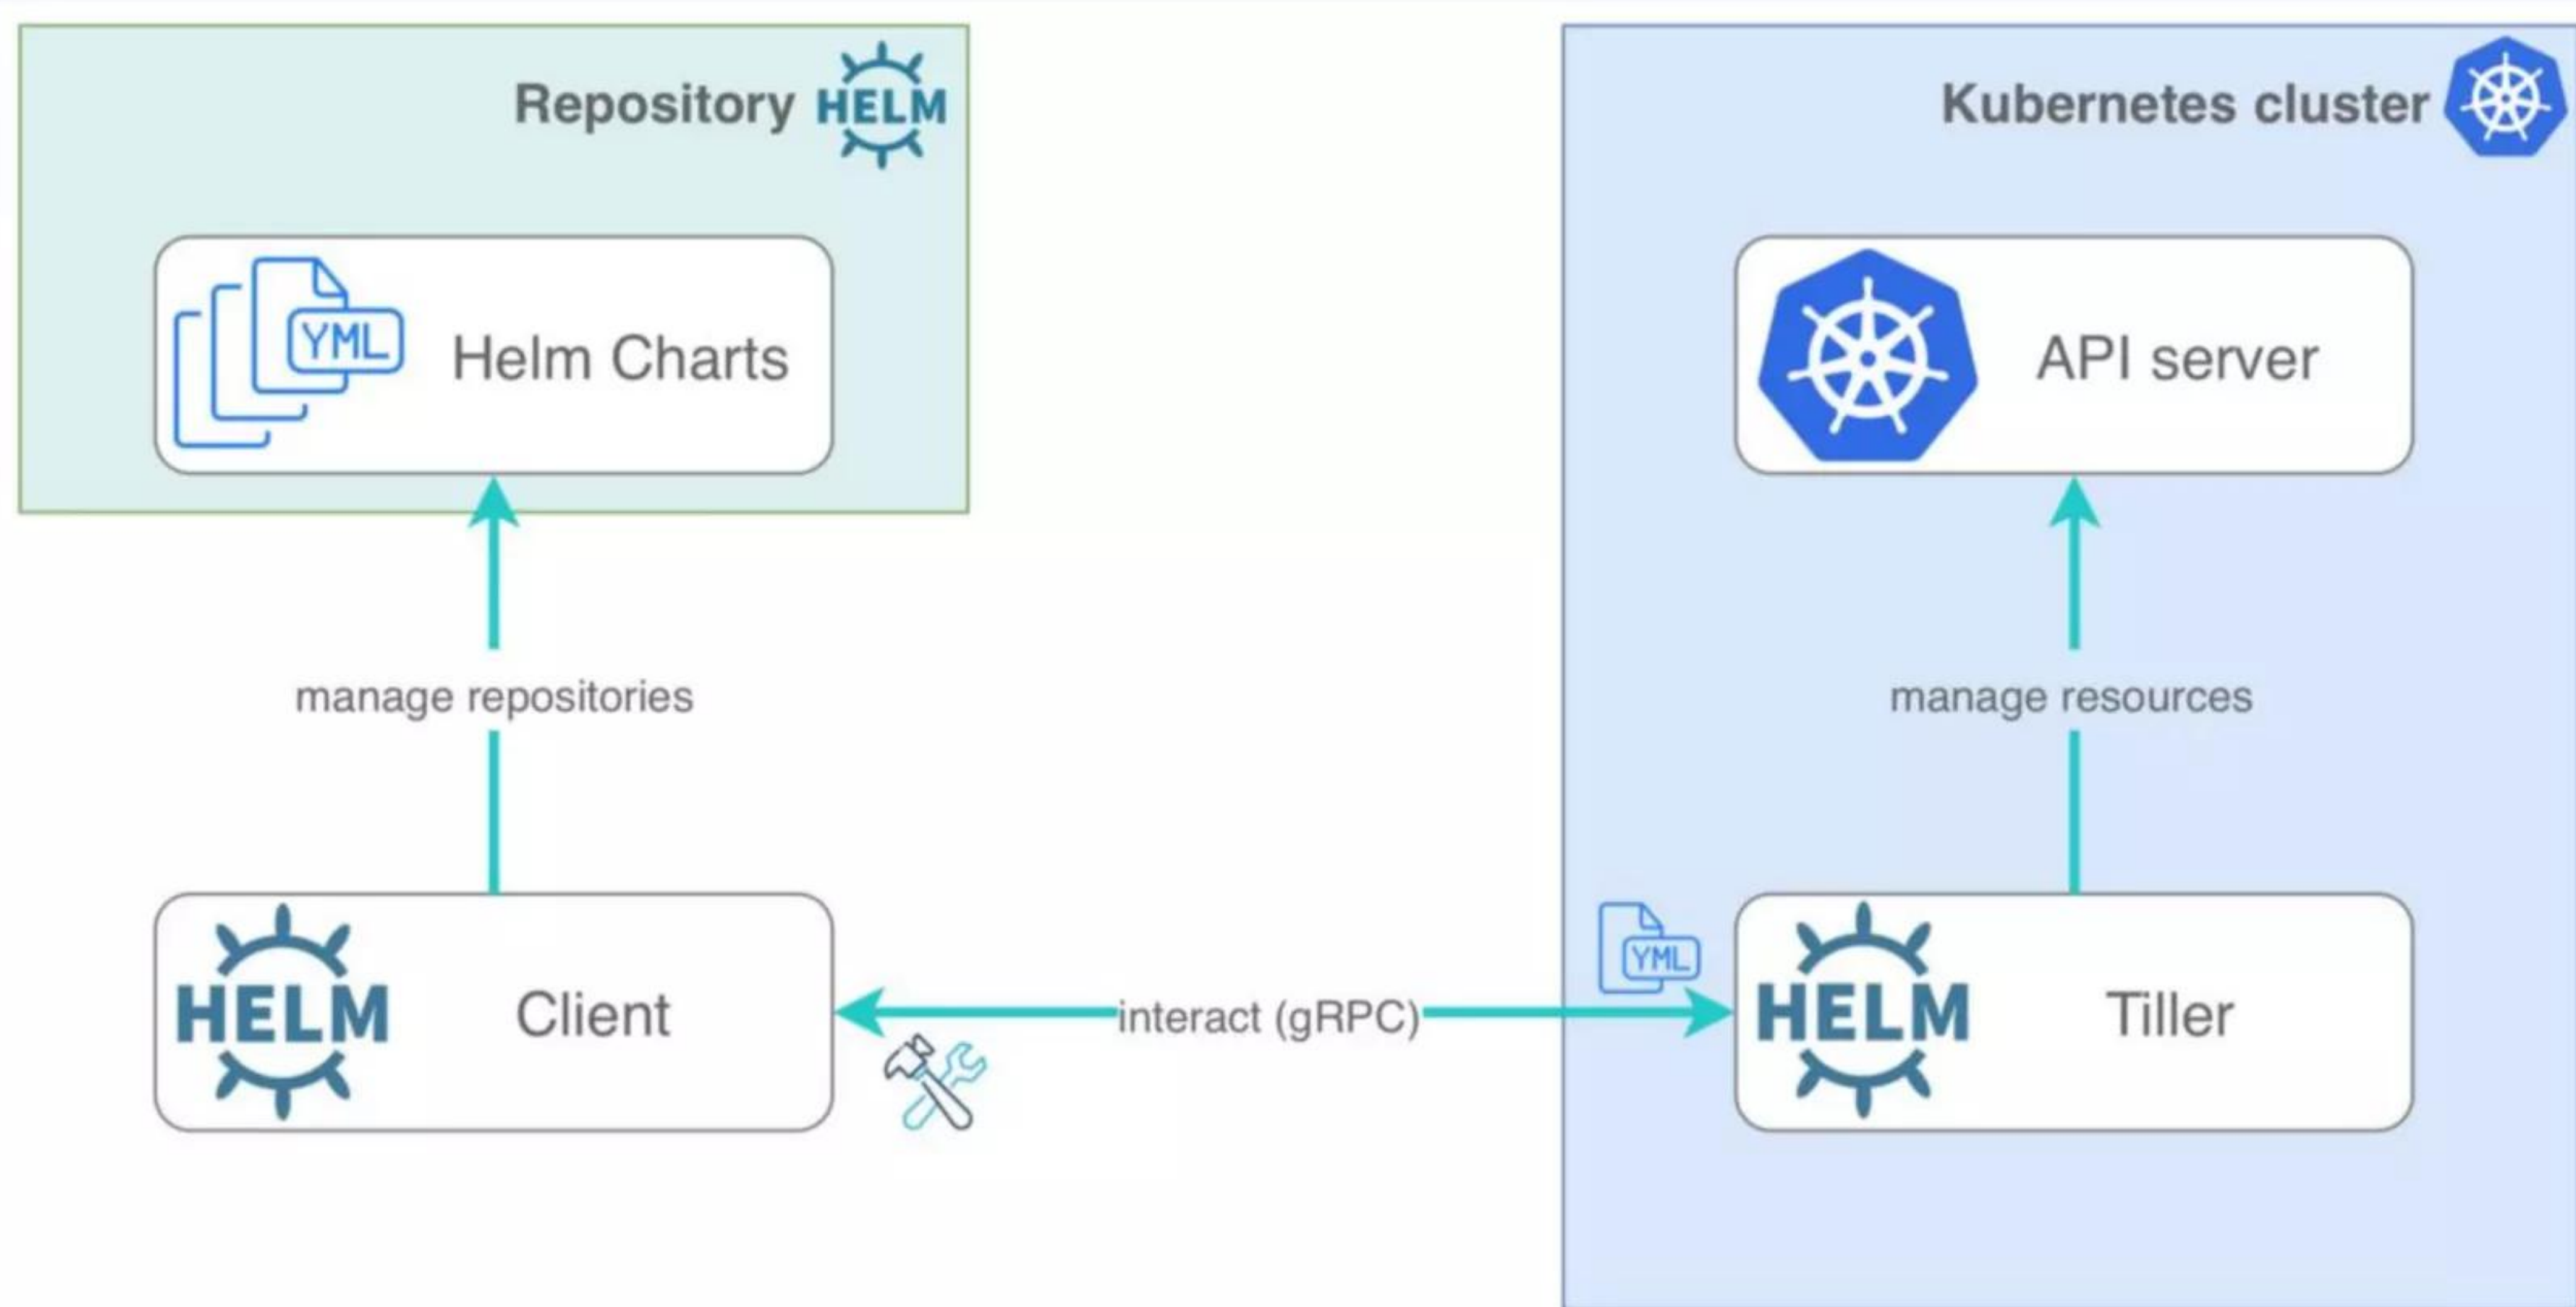 Repository HELM
Kubernetes cluster
YML Helm Charts
API server
manage repositories
manage resources
HELM Client
interact (gRPC)
YML
HELM Tiller